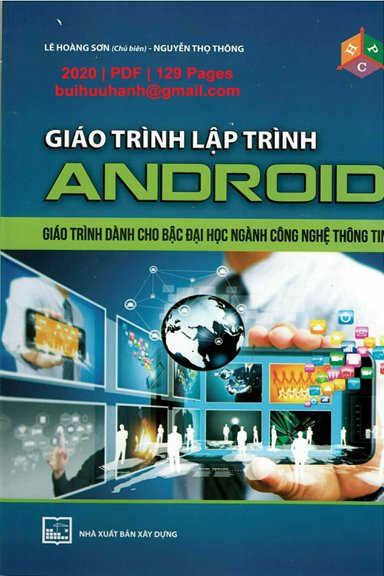 LÊ HOÀNG SƠN (Chủ biên) - NGUYỄN THỌ THÔNG
H P C
2020 | PDF | 129 Pages
buihuuhanh@gmail.com
GIÁO TRÌNH LẬP TRÌNH
ANDROID
GIÁO TRÌNH DÀNH CHO BẬC ĐẠI HỌC NGÀNH CÔNG NGHỆ THÔNG TIN
NHÀ XUẤT BẢN XÂY DỰNG